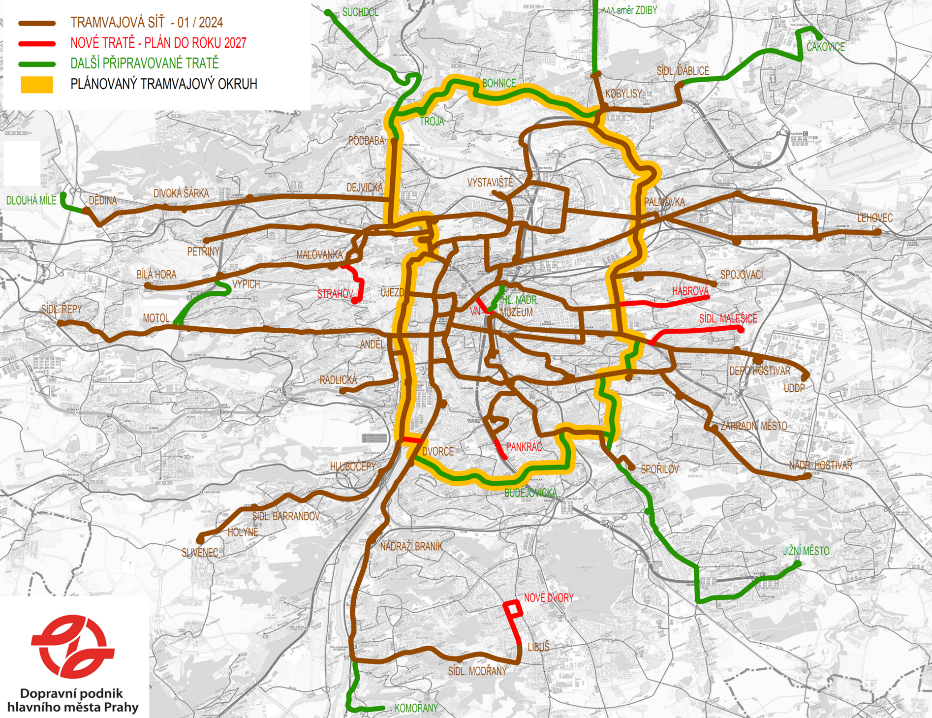 TRAMVAJOVÁ SÍŤ - 01 / 2024
NOVÉ TRATĚ - PLÁN DO ROKU 2027
DALŠÍ PŘIPRAVOVANÉ TRATĚ
PLÁNOVANÝ TRAMVAJOVÝ OKRUH
SUCHDOL
směr ZDIBY
ČAKOVICE
SÍDL. ĎÁBLICE
BOHNICE
KOBYLISY
TROJA
PODBABA
VÝSTAVIŠTĚ
DEJVICKÁ
DIVOKÁ ŠÁRKA
DLOUHÁ MÍLE
DĚDINA
PALMOVKA
LEHOVEC
PETŘINY
MALOVANKA
BÍLÁ HORA
VYPICH
STRAHOV
ÚJEZD
SPOJOVACÍ
HABROVÁ
HL. NÁDR.
VN
MUZEUM
SÍDL. ŘEPY
MOTOL
SÍDL. MALEŠICE
ANDĚL
DEPO HOSTIVAŘ
ÚDDP
RADLICKÁ
ZAHRADNÍ MĚSTO
PANKRÁC
DVORCE
HLUBOČEPY
SPOŘILOV
NÁDR. HOSTIVAŘ
BUDĚJOVICKÁ
SÍDL. BARRANDOV
HOLYNĚ
SLIVENEC
NÁDRAŽÍ BRANÍK
JIŽNÍ MĚSTO
NOVÉ DVORY
LIBUŠ
SÍDL. MODŘANY
KOMOŘANY
Dopravní podnik
hlavního města Prahy